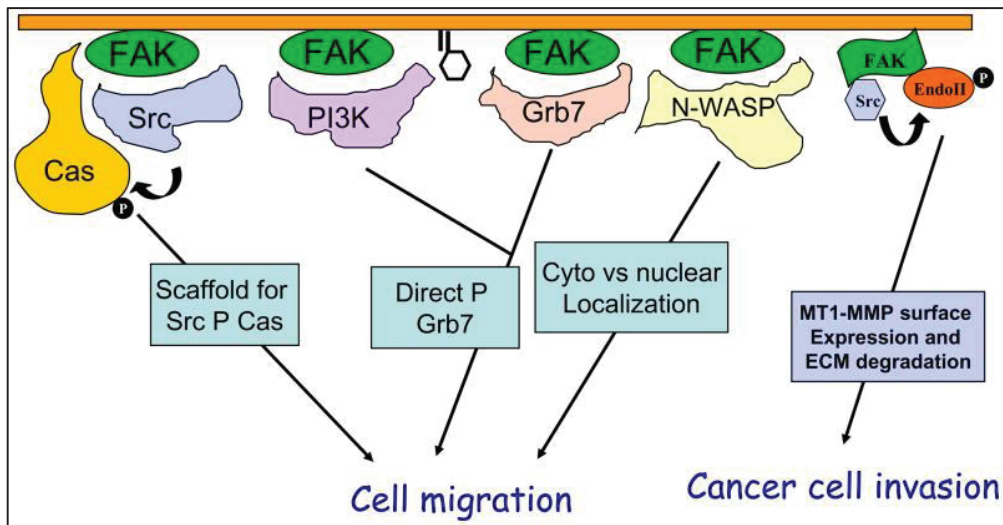 FAK
FAK
FAK
FAK
FAK
Src
PI3K
Grb7
N-WASP
Src
EndoII
P
Cas
P
Scaffold for
Src P Cas
Direct P
Grb7
Cyto vs nuclear
Localization
MT1-MMP surface
Expression and
ECM degradation
Cell migration
Cancer cell invasion